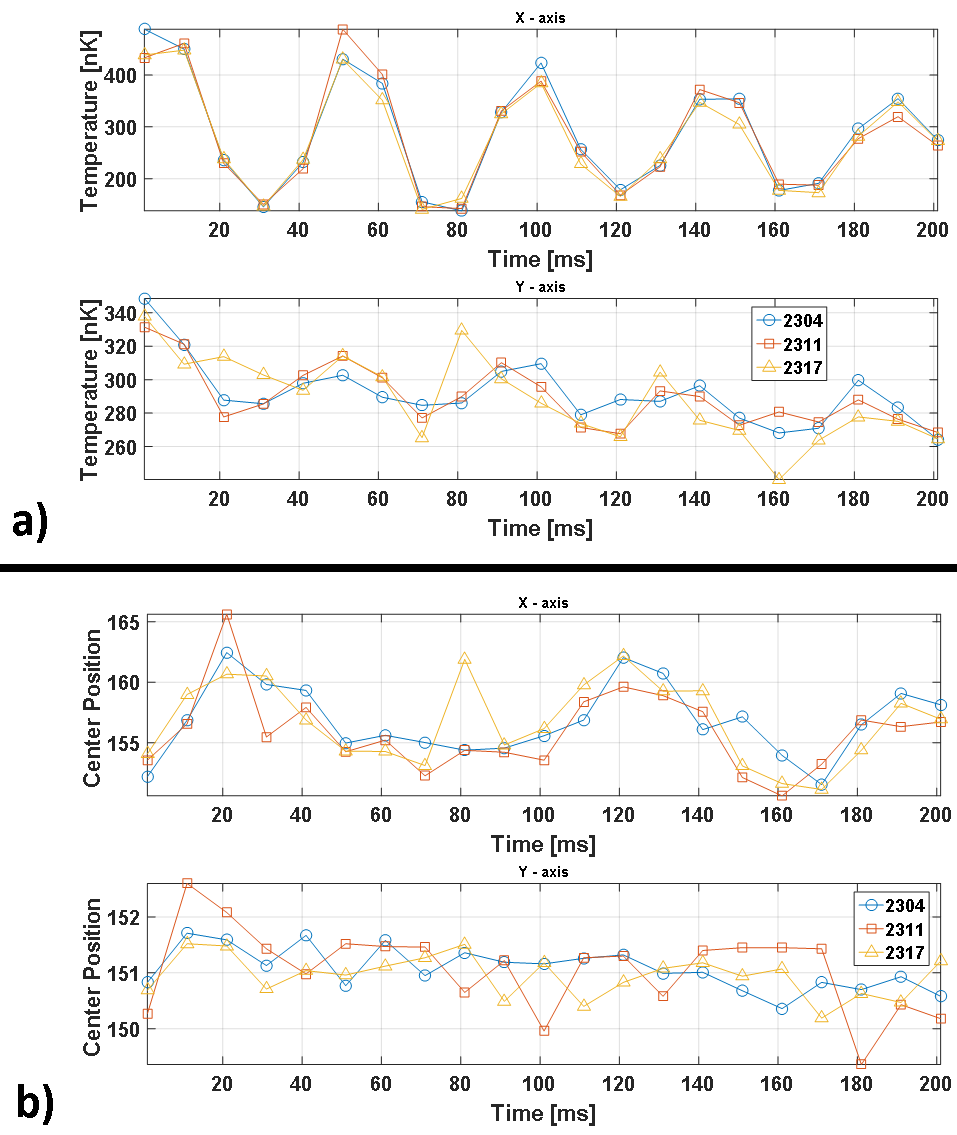 X - axis
Temperature [nK]
400
300
200
20 40 60 80 100 120 140 160 180 200
Time [ms]
Y - axis
Temperature [nK]
340
320
300
280
260
2304
2311
2317
20 40 60 80 100 120 140 160 180 200
Time [ms]
a)
X - axis
Center Position
165
160
155
20 40 60 80 100 120 140 160 180 200
Time [ms]
Y - axis
Center Position
152
151
150
2304
2311
2317
20 40 60 80 100 120 140 160 180 200
Time [ms]
b)